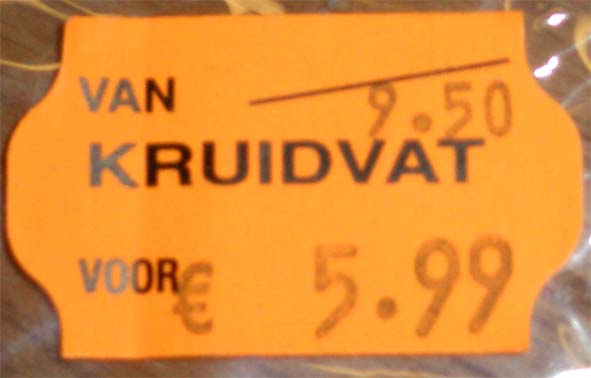 VAN 9.50
KRUIDVAT
VOOR € 5.99